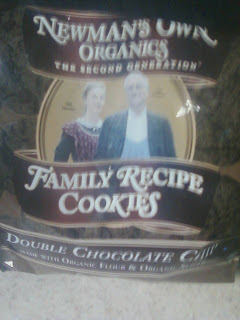 NEWMAN'S OWN
ORGANICS
THE SECOND GENERATION
FAMILY RECIPE
COOKIES
DOUBLE CHOCOLATE CHIP
MADE WITH ORGANIC FLOUR & ORGANIC